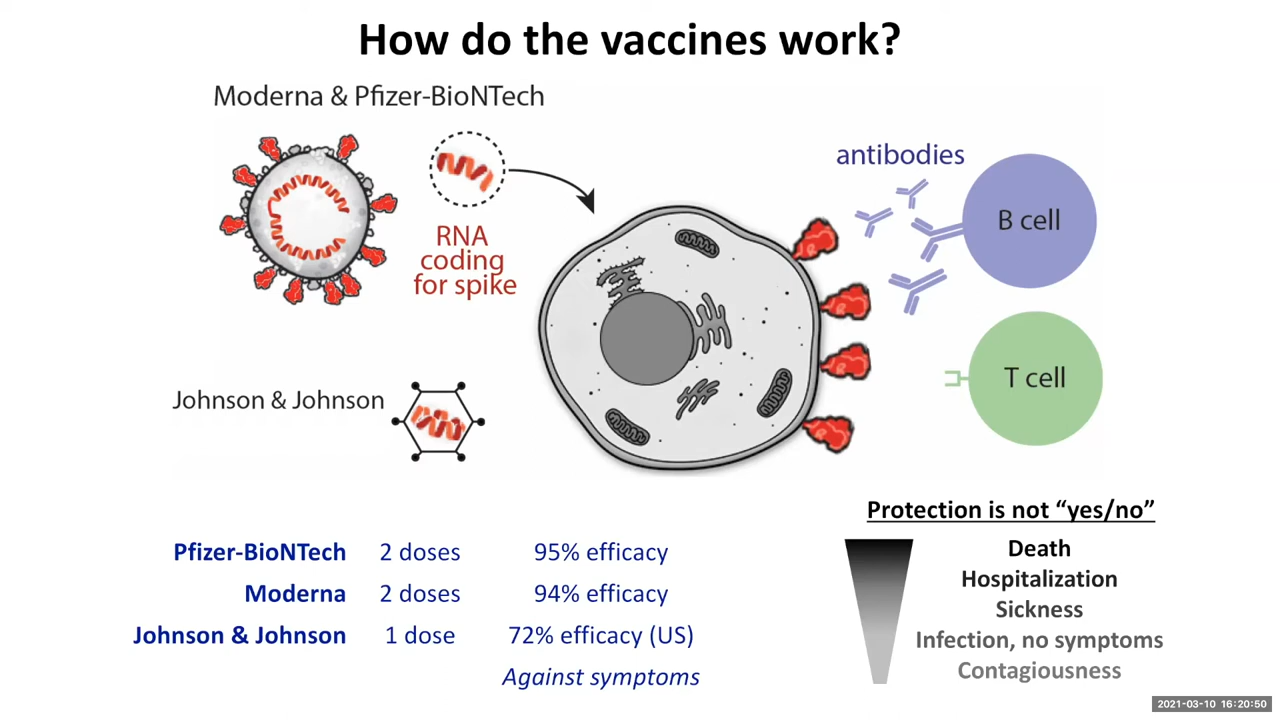 How do the vaccines work?
Moderna & Pfizer-BioNTech
RNA
coding
for spike
antibodies
B cell
T cell
Johnson & Johnson
Pfizer-BioNTech 2 doses 95% efficacy
Moderna 2 doses 94% efficacy
Johnson & Johnson 1 dose 72% efficacy (US)
Against symptoms
Protection is not “yes/no”
Death
Hospitalization
Sickness
Infection, no symptoms
Contagiousness
2021-03-10 16:20:50